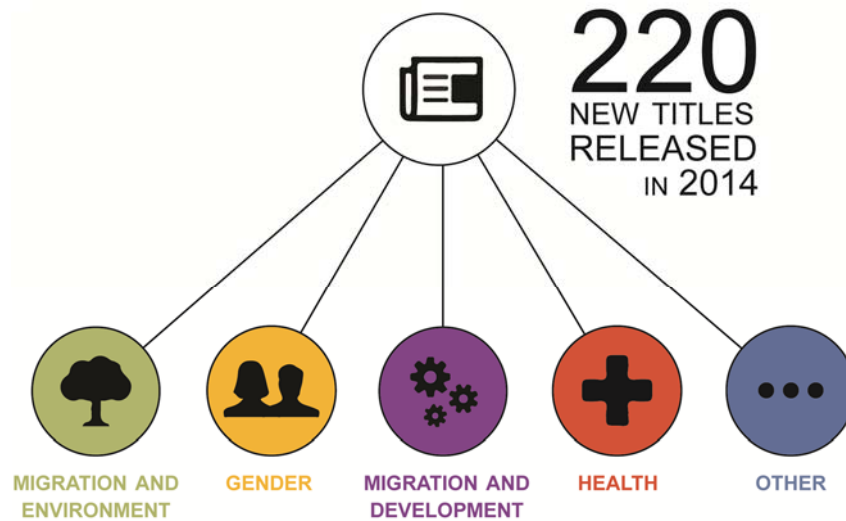 220
NEW TITLES
RELEASED
IN 2014
MIGRATION AND
ENVIRONMENT
GENDER
MIGRATION AND
DEVELOPMENT
HEALTH
OTHER